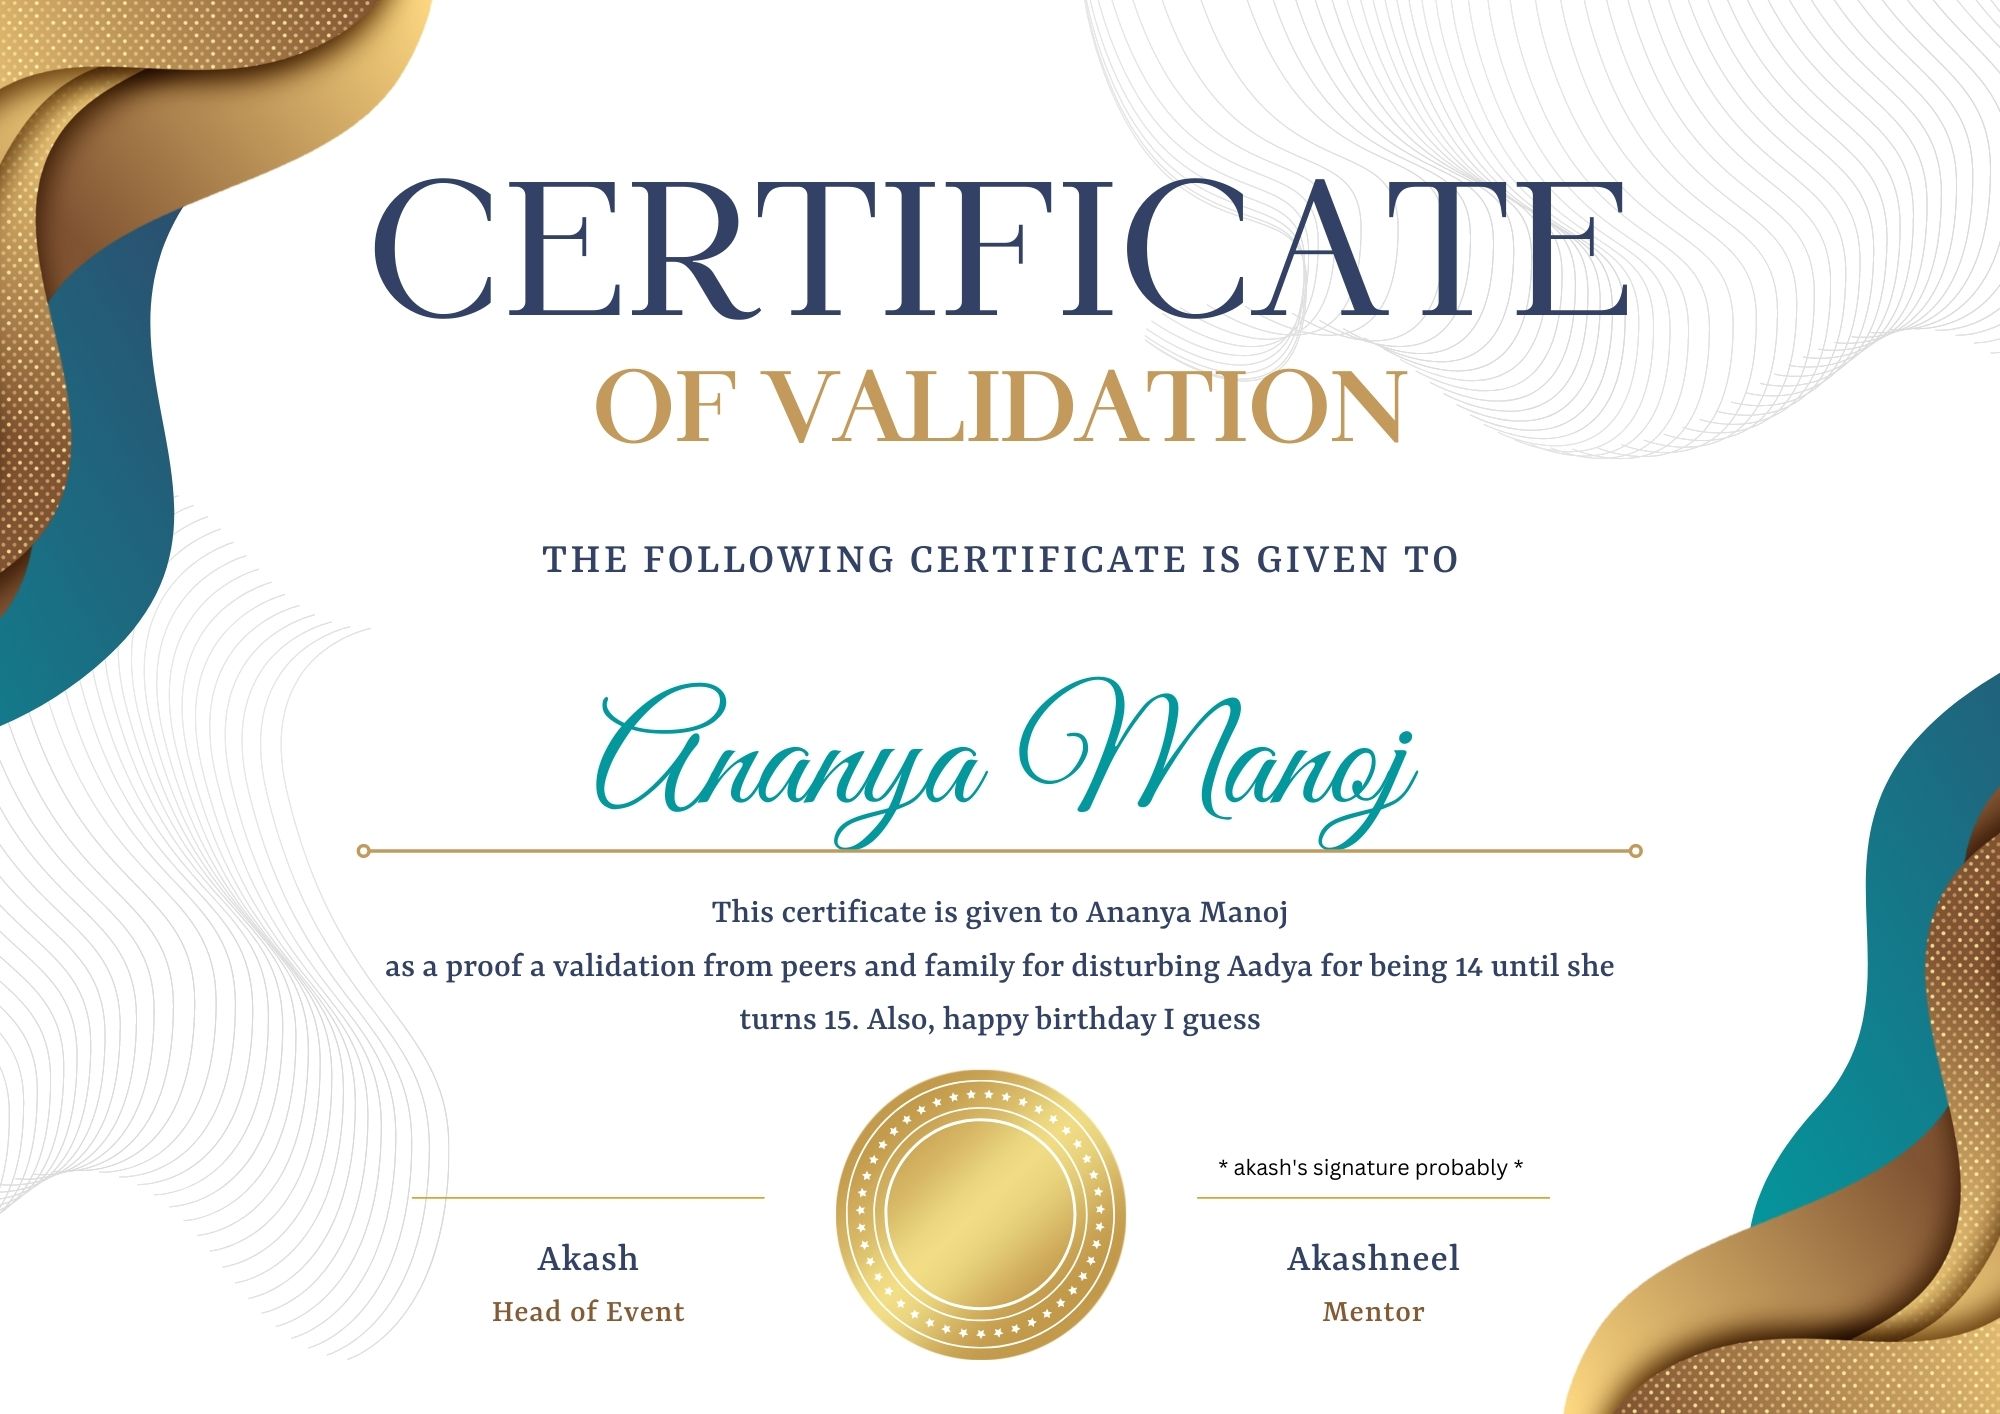 CERTIFICATE
OF VALIDATION
THE FOLLOWING CERTIFICATE IS GIVEN TO
Ananya Manoj
This certificate is given to Ananya Manoj
as a proof a validation from peers and family for disturbing Aadya for being 14 until she
turns 15. Also, happy birthday I guess
* akash's signature probably *
Akash
Akashneel
Head of Event
Mentor